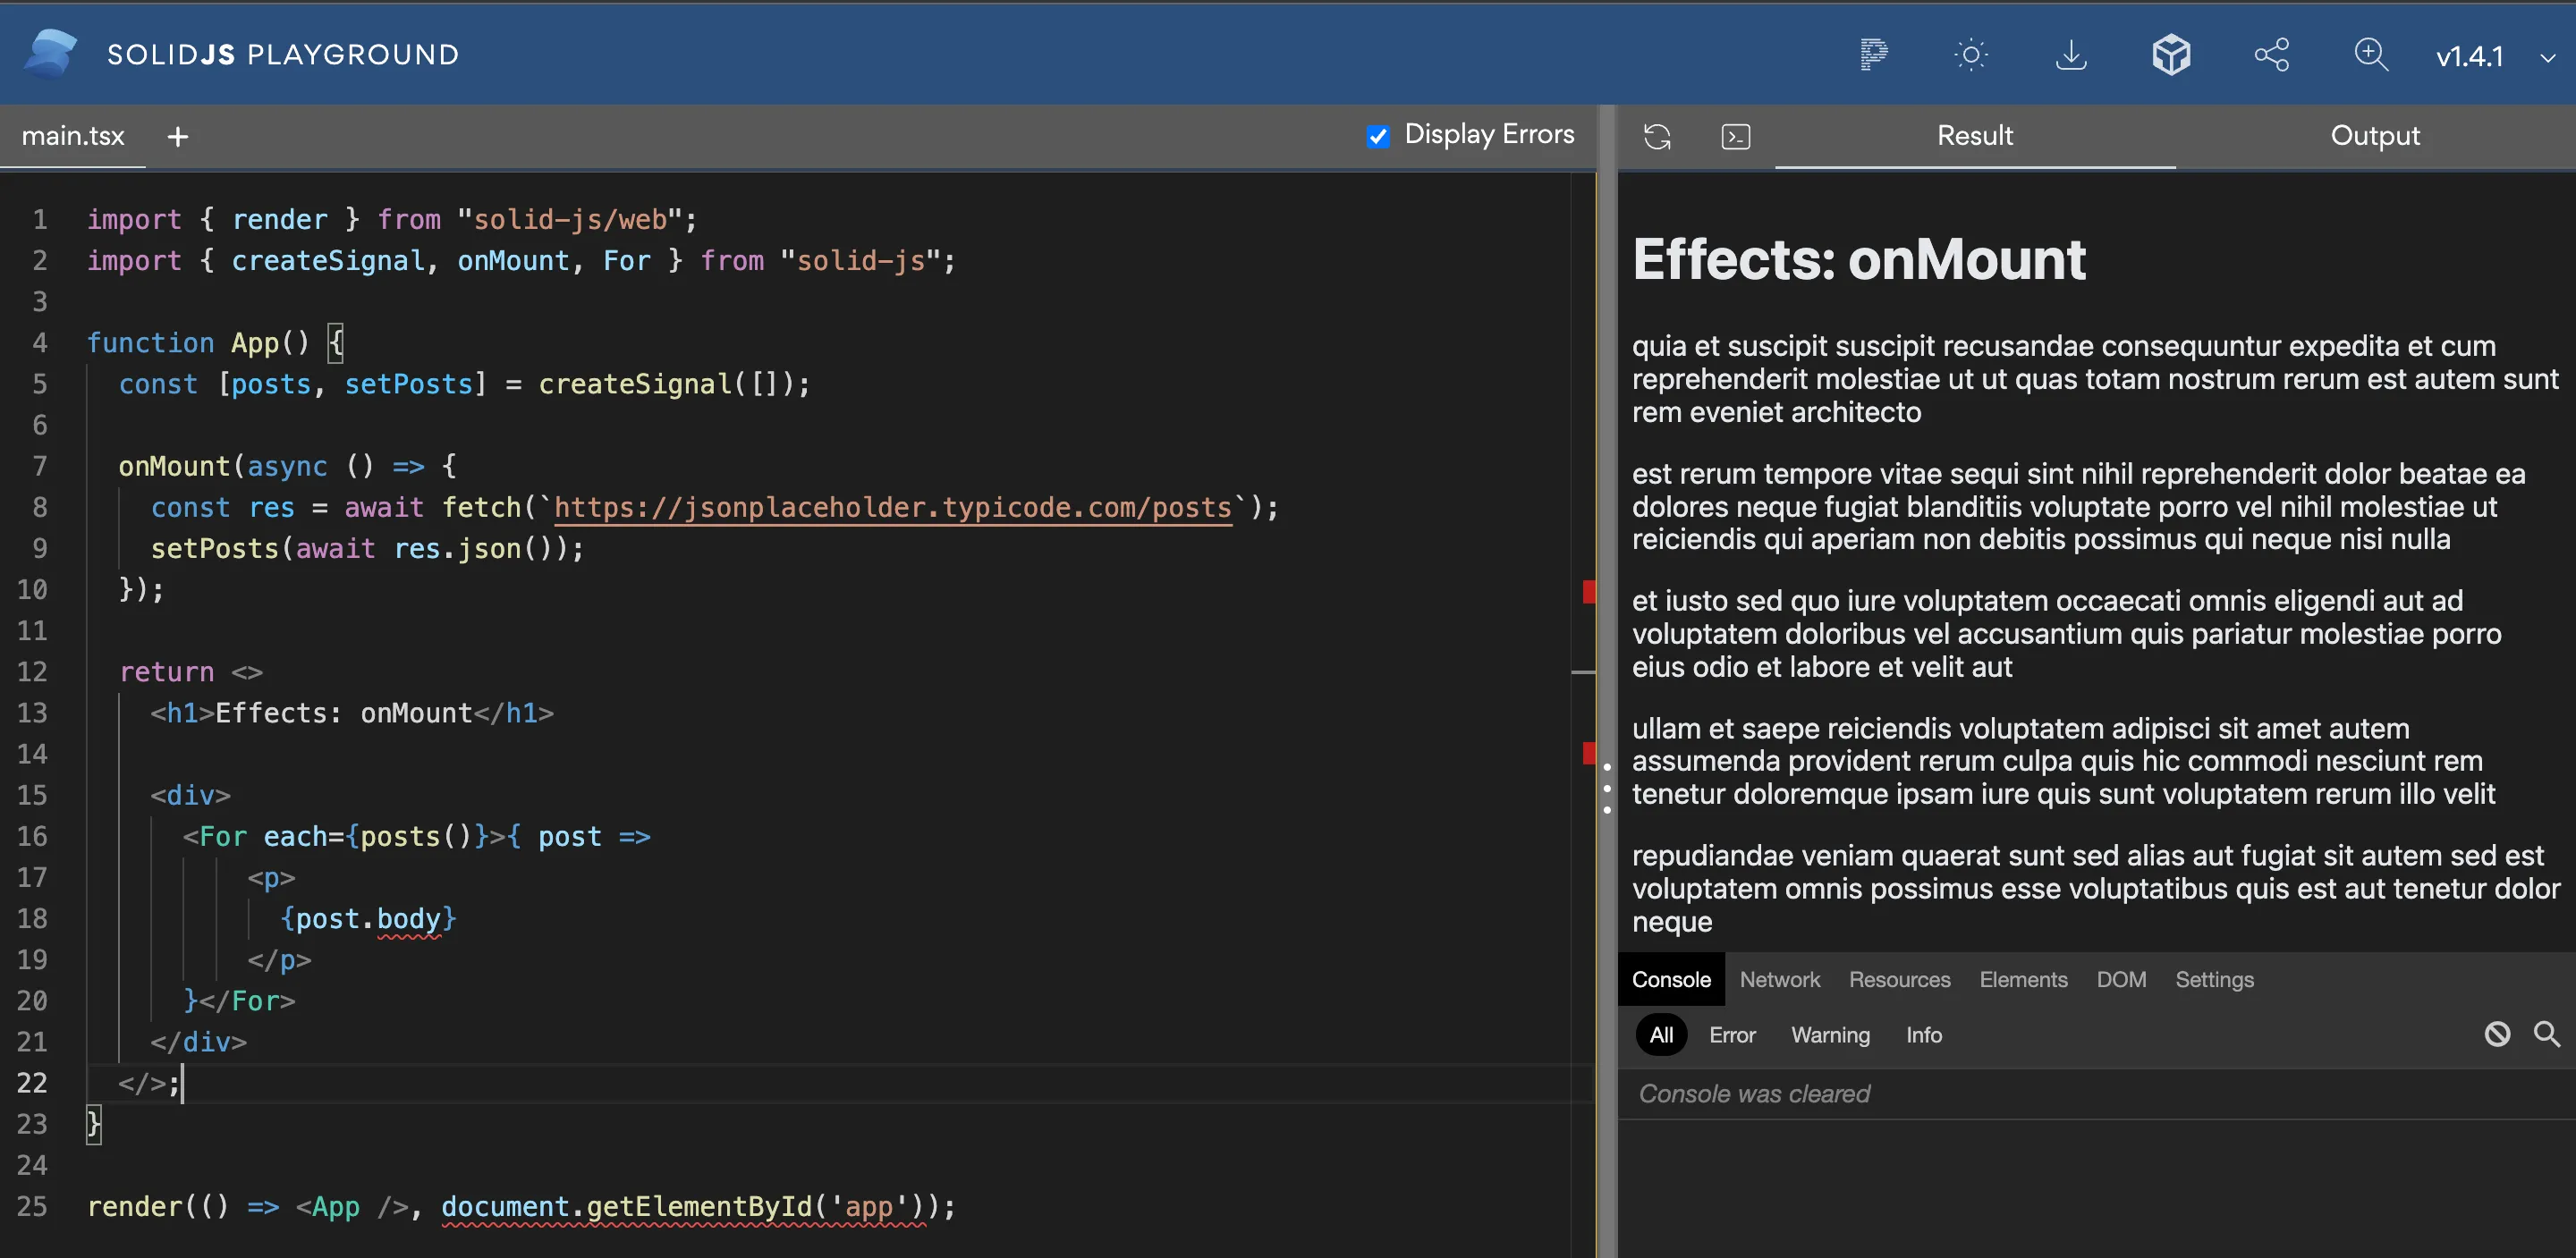 SOLIDJS PLAYGROUND
v1.4.1
main.tsx +
Display Errors
Result
Output
1 import { render } from "solid-js/web";
2 import { createSignal, onMount, For } from "solid-js";
3
4 function App() {
5 const [posts, setPosts] = createSignal([]);
6
7 onMount(async () => {
8 const res = await fetch(`https://jsonplaceholder.typicode.com/posts`);
9 setPosts(await res.json());
10 });
11
12 return <>
13 <h1>Effects: onMount</h1>
14
15 <div>
16 <For each={posts()}>{ post =>
17 <p>
18 {post.body}
19 </p>
20 }</For>
21 </div>
22 </>;
23 }
24
25 render(() => <App />, document.getElementById('app'));
Effects: onMount
quia et suscipit suscipit recusandae consequuntur expedita et cum
reprehenderit molestiae ut ut quas totam nostrum rerum est autem sunt
rem eveniet architecto
est rerum tempore vitae sequi sint nihil reprehenderit dolor beatae ea
dolores neque fugiat blanditiis voluptate porro vel nihil molestiae ut
reiciendis qui aperiam non debitis possimus qui neque nisi nulla
et iusto sed quo iure voluptatem occaecati omnis eligendi aut ad
voluptatem doloribus vel accusantium quis pariatur molestiae porro
eius odio et labore et velit aut
ullam et saepe reiciendis voluptatem adipisci sit amet autem
assumenda provident rerum culpa quis hic commodi nesciunt rem
tenetur doloremque ipsam iure quis sunt voluptatem rerum illo velit
repudiandae veniam quaerat sunt sed alias aut fugiat sit autem sed est
voluptatem omnis possimus esse voluptatibus quis est aut tenetur dolor
neque
Console Network Resources Elements DOM Settings
All Error Warning Info
Console was cleared